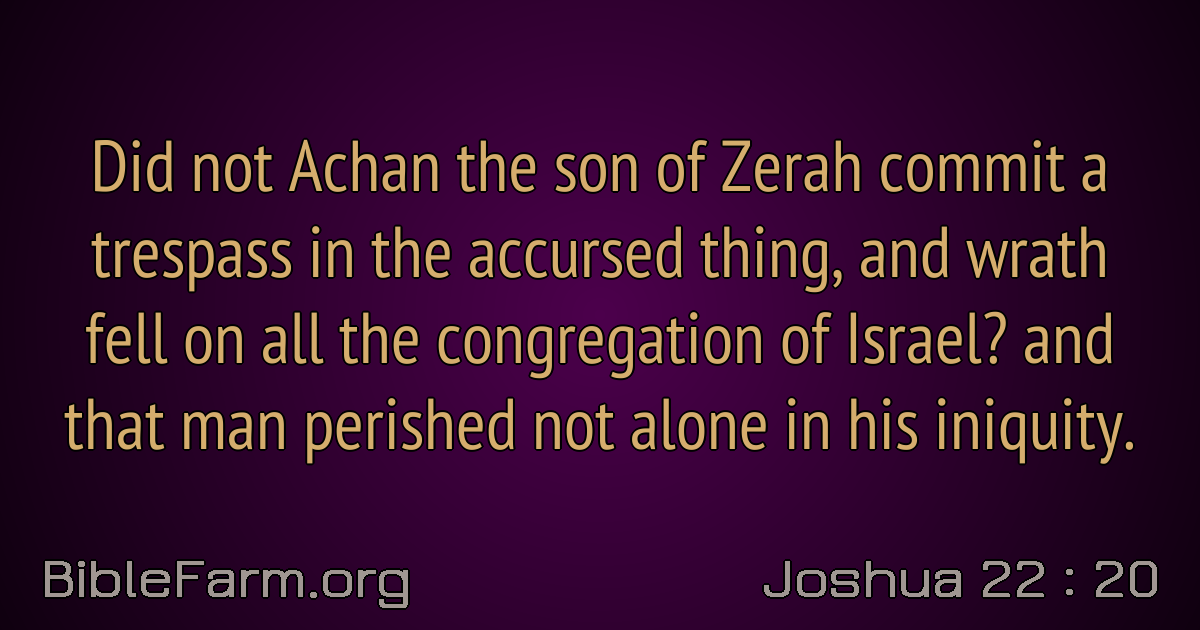 Did not Achan the son of Zerah commit a
trespass in the accursed thing, and wrath
fell on all the congregation of Israel? and
that man perished not alone in his iniquity.
BibleFarm.org
Joshua 22 : 20